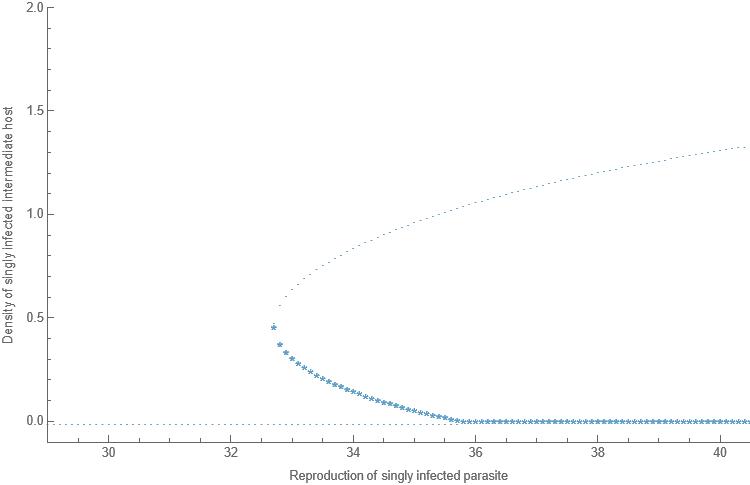 2.0
1.5
1.0
0.5
0.0
Density of singly infected Intermediate host
30 32 34 36 38 40
Reproduction of singly infected parasite